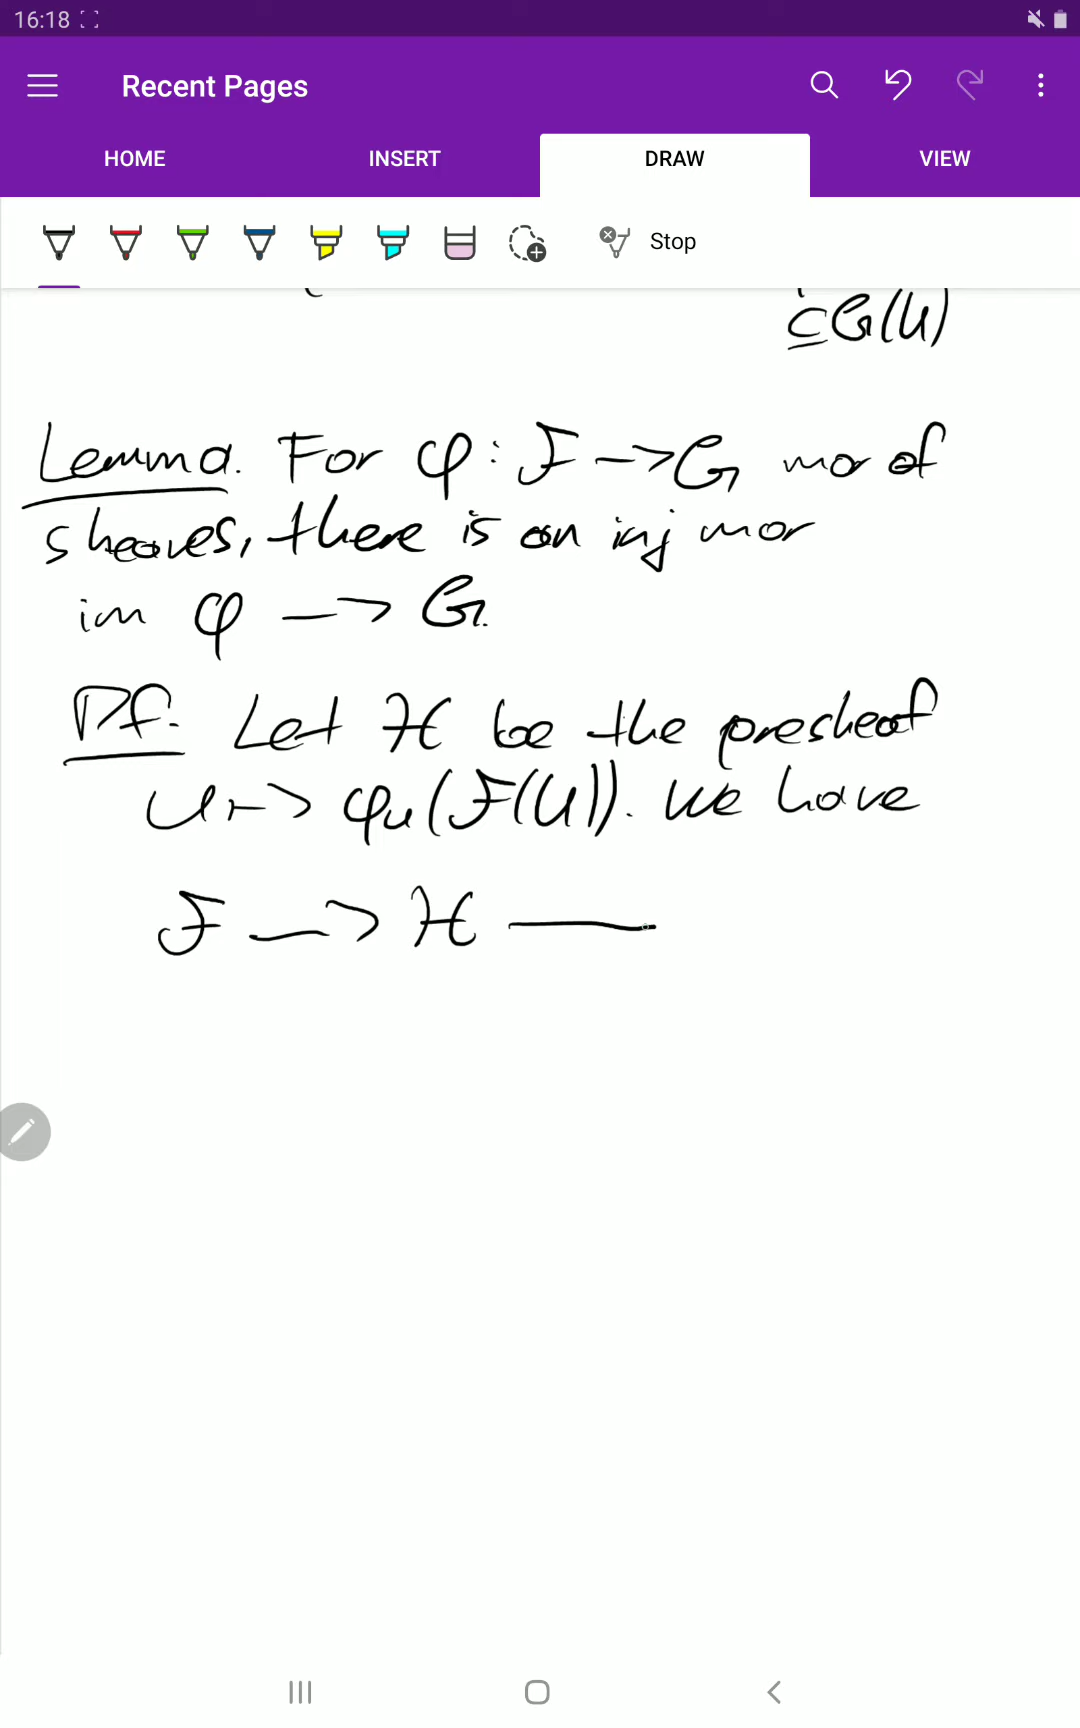 16:18
Recent Pages
HOME INSERT DRAW VIEW
Stop
⊆G(U)
Lemma. For φ: F -> G mor of
sheaves, there is an inj mor
im φ -> G.
Pf. Let H be the presheaf
U ↦ φ_U(F(U)). We have
F -> H —